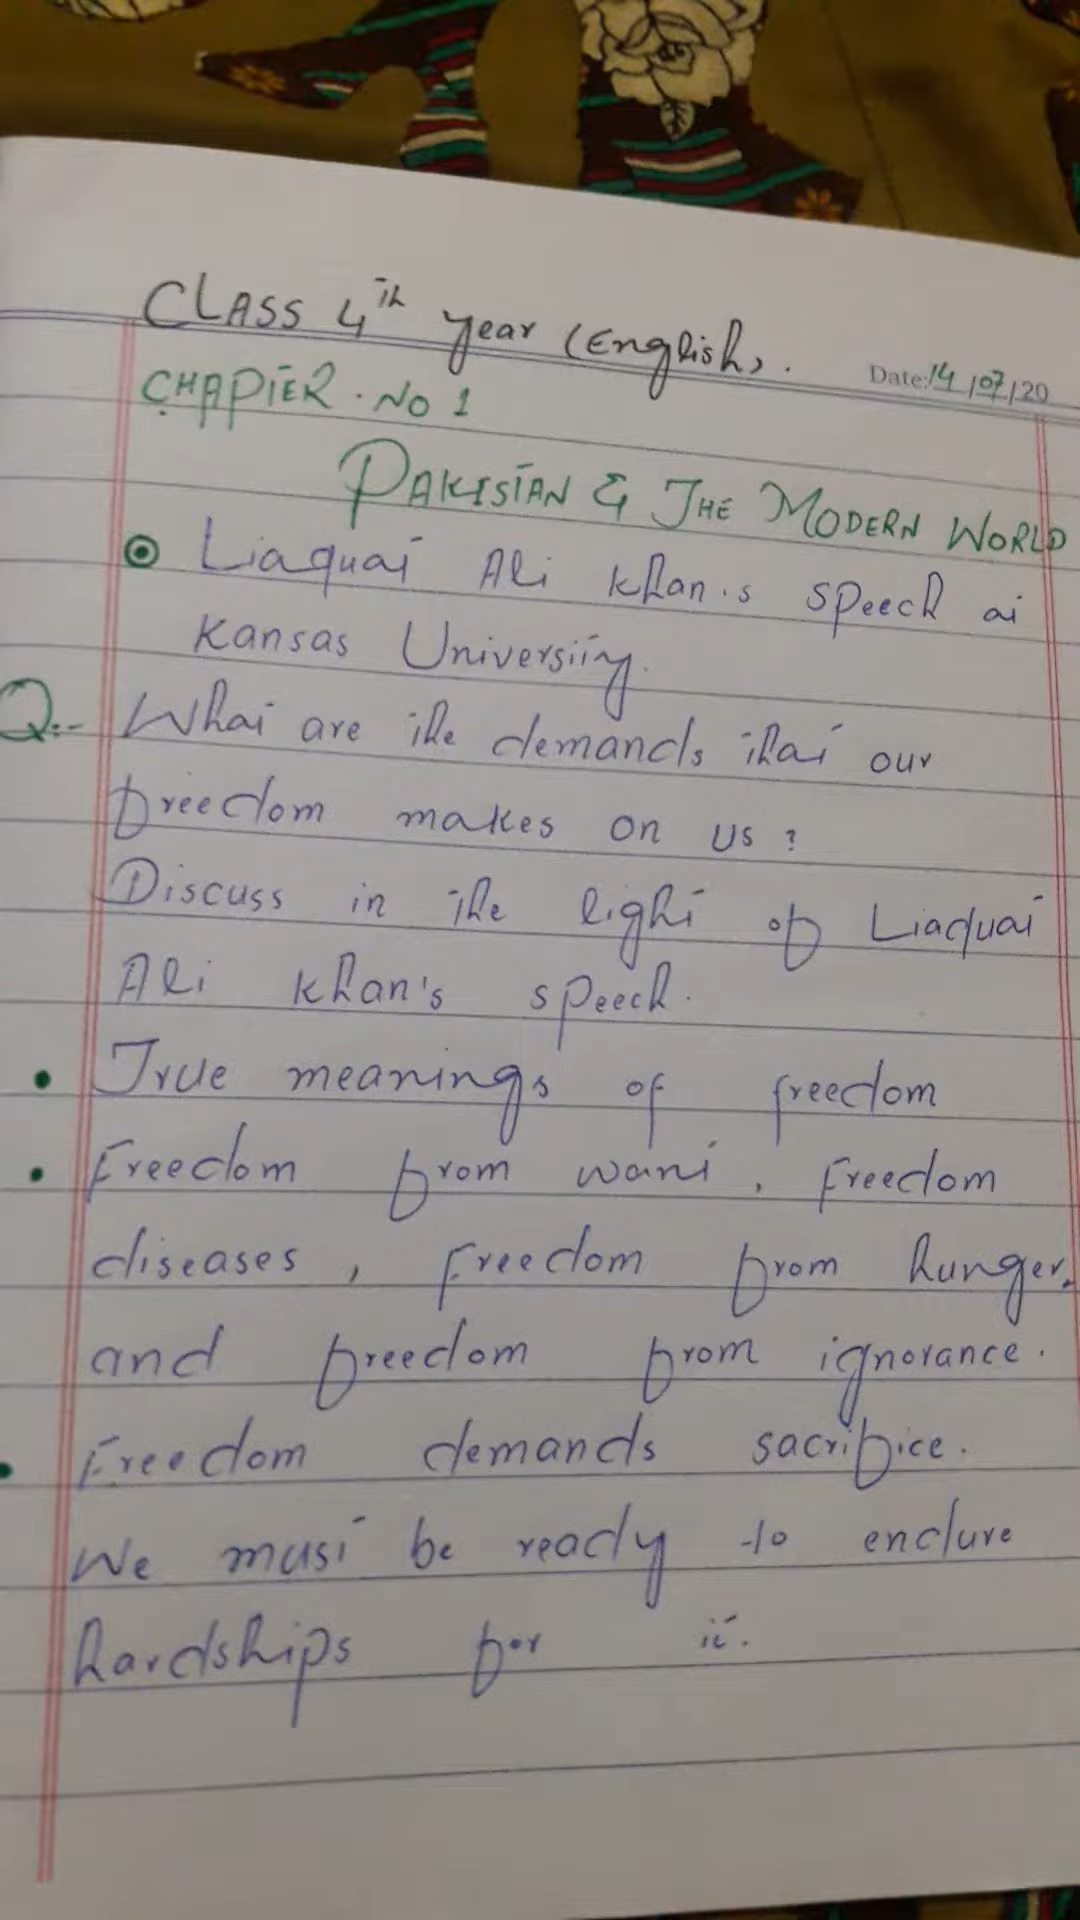 CLASS 4th year (English).
Date: 14/07/20
CHAPTER. No 1
PAKISTAN & THE MODERN WORLD
Liaquat Ali Khan's speech at
Kansas University.
Q:- What are the demands that our
freedom makes on us?
Discuss in the light of Liaquat
Ali Khan's speech.
• True meanings of freedom
• Freedom from want, Freedom
diseases, Freedom from hunger,
and freedom from ignorance.
• Freedom demands sacrifice.
We must be ready to endure
hardships for it.